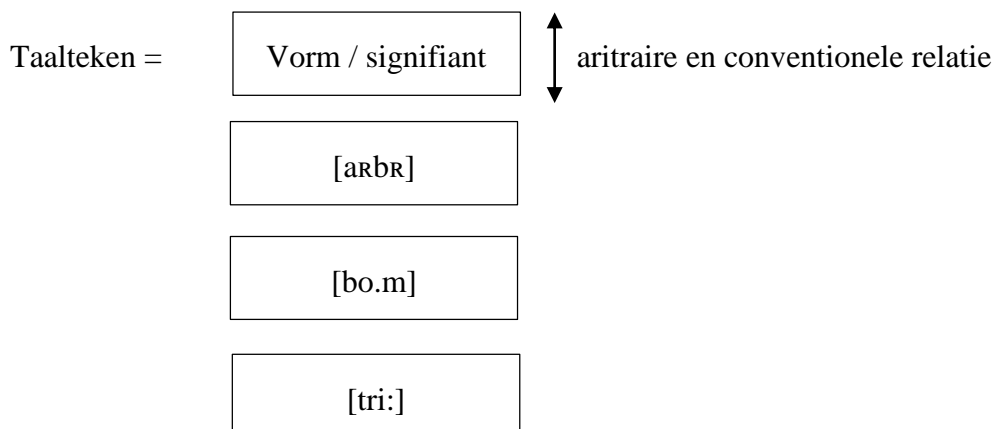 Taalteken = Vorm / signifiant aritraire en conventionele relatie
[aʀbʀ]
[bo.m]
[tri:]